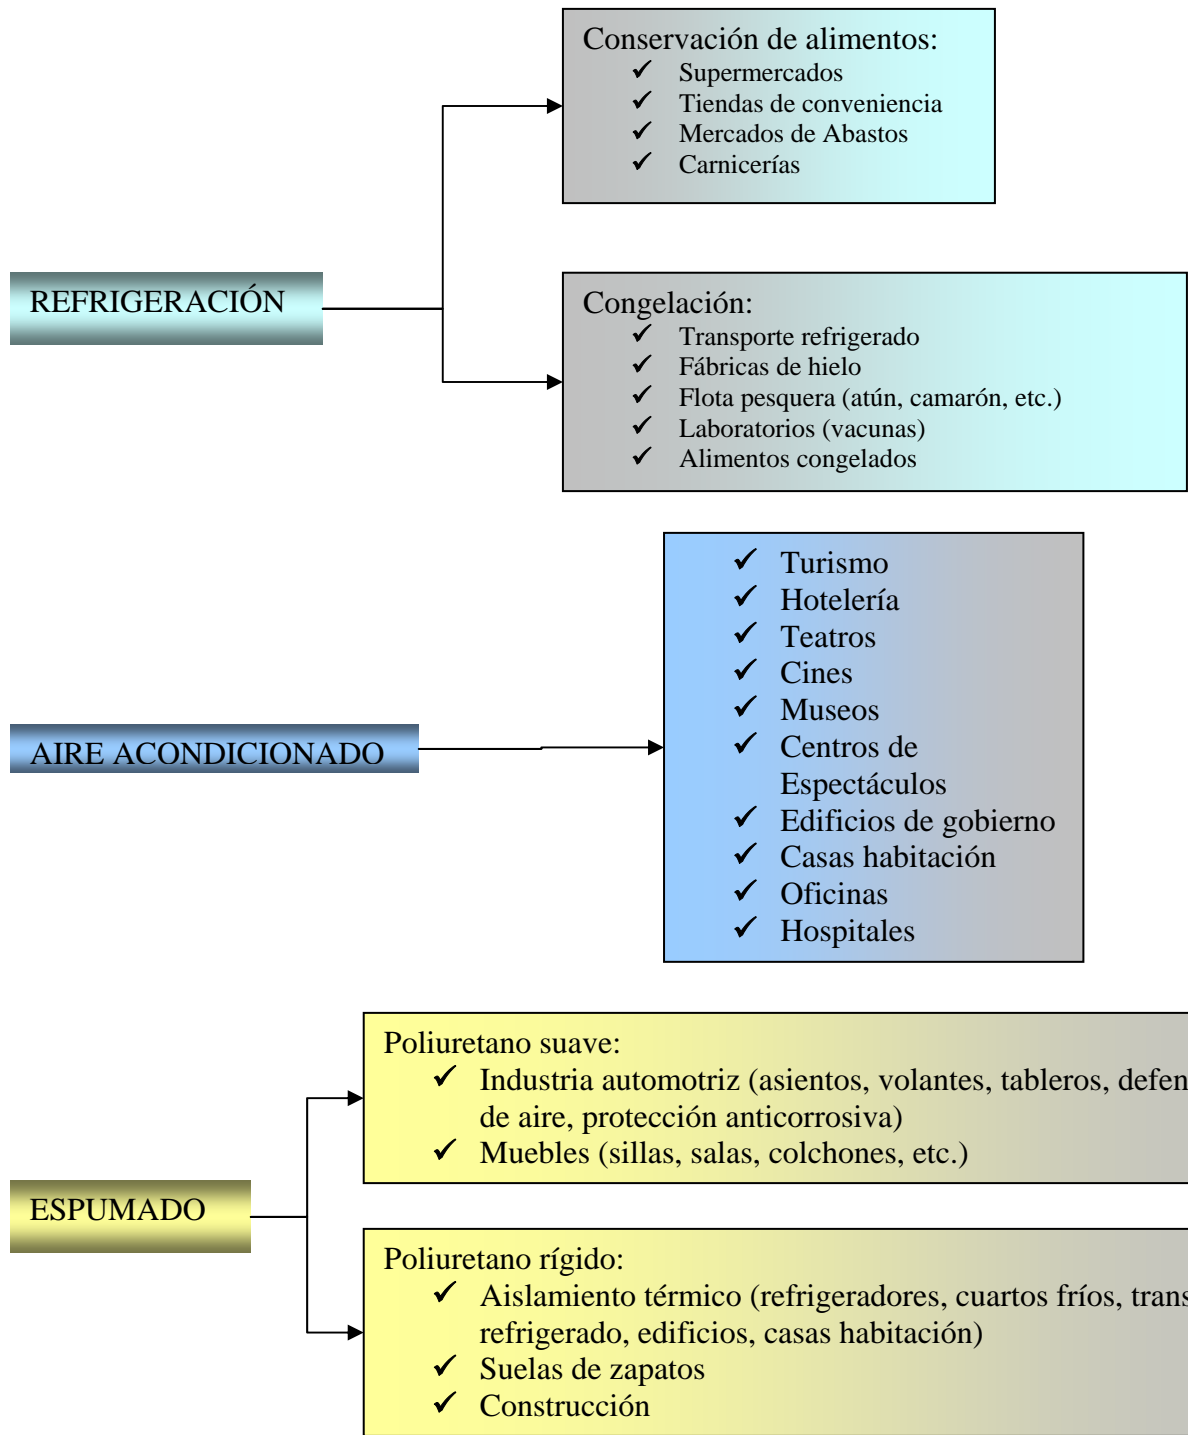 Conservación de alimentos:
✓ Supermercados
✓ Tiendas de conveniencia
✓ Mercados de Abastos
✓ Carnicerías
REFRIGERACIÓN
Congelación:
✓ Transporte refrigerado
✓ Fábricas de hielo
✓ Flota pesquera (atún, camarón, etc.)
✓ Laboratorios (vacunas)
✓ Alimentos congelados
✓ Turismo
✓ Hotelería
✓ Teatros
✓ Cines
✓ Museos
✓ Centros de
Espectáculos
✓ Edificios de gobierno
✓ Casas habitación
✓ Oficinas
✓ Hospitales
AIRE ACONDICIONADO
Poliuretano suave:
✓ Industria automotriz (asientos, volantes, tableros, defen
de aire, protección anticorrosiva)
✓ Muebles (sillas, salas, colchones, etc.)
ESPUMADO
Poliuretano rígido:
✓ Aislamiento térmico (refrigeradores, cuartos fríos, trans
refrigerado, edificios, casas habitación)
✓ Suelas de zapatos
✓ Construcción